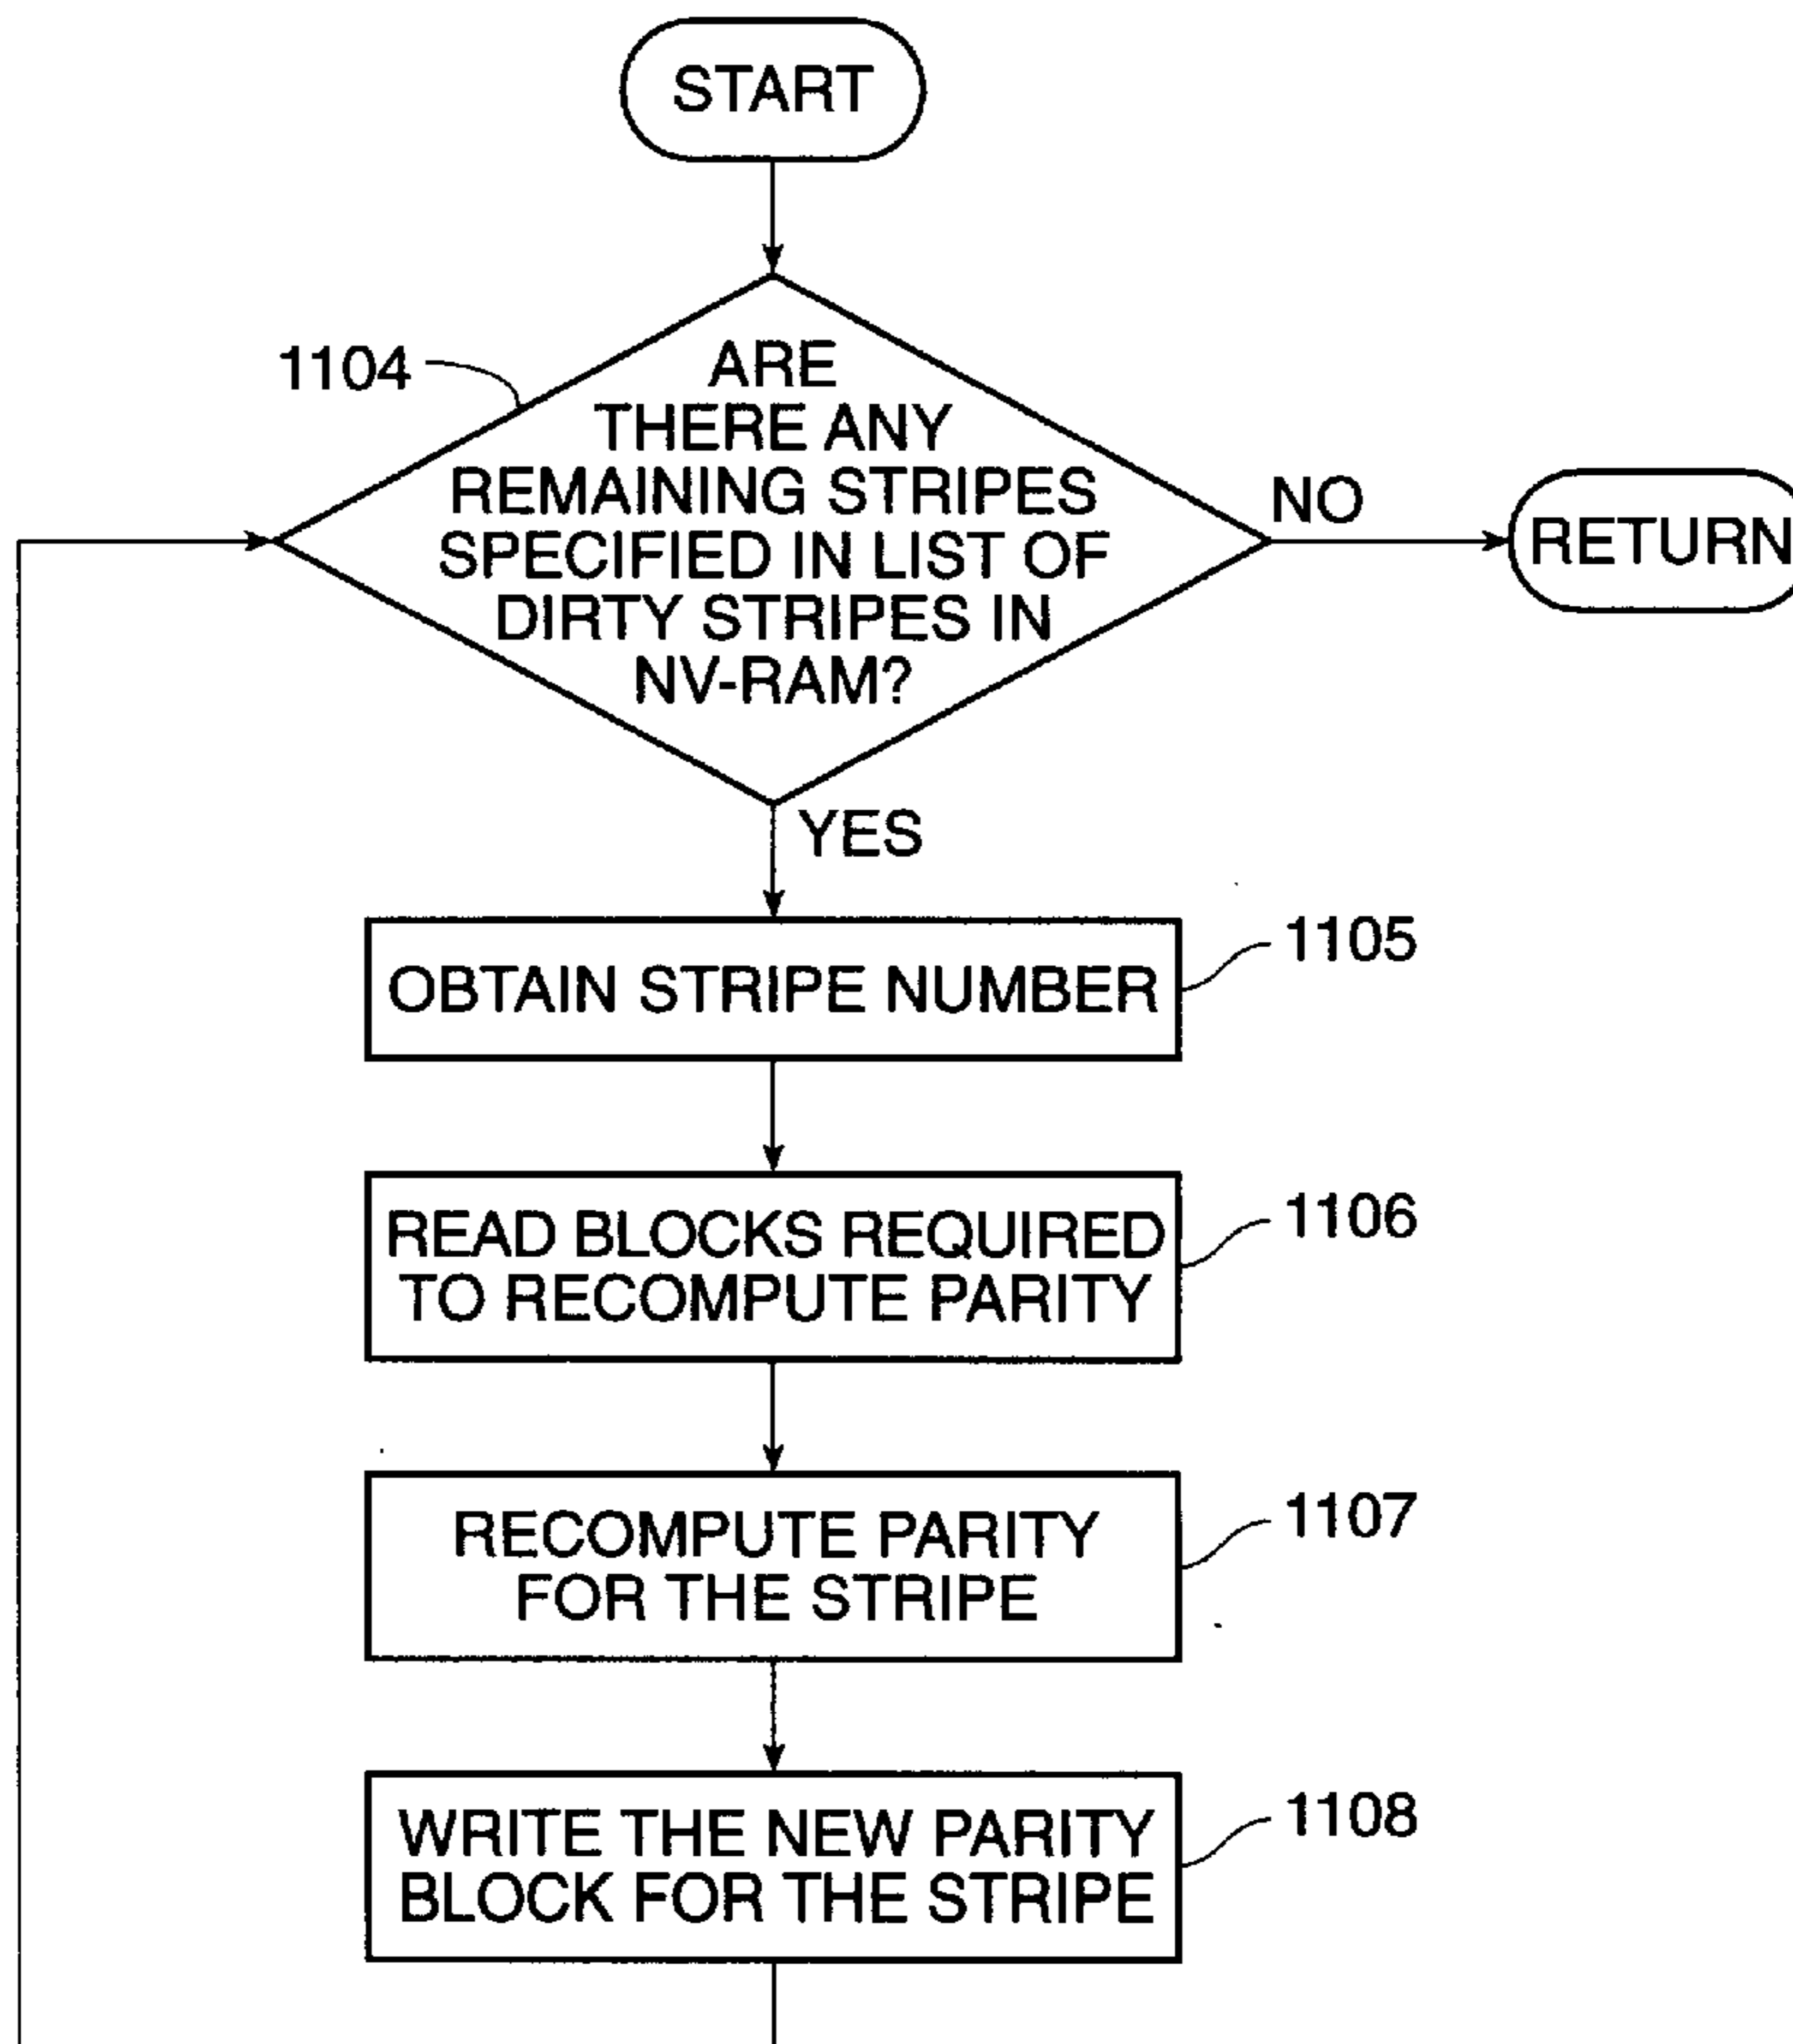 START
1104
ARE
THERE ANY
REMAINING STRIPES
SPECIFIED IN LIST OF
DIRTY STRIPES IN
NV-RAM?
NO
RETURN
YES
1105
OBTAIN STRIPE NUMBER
1106
READ BLOCKS REQUIRED
TO RECOMPUTE PARITY
1107
RECOMPUTE PARITY
FOR THE STRIPE
1108
WRITE THE NEW PARITY
BLOCK FOR THE STRIPE